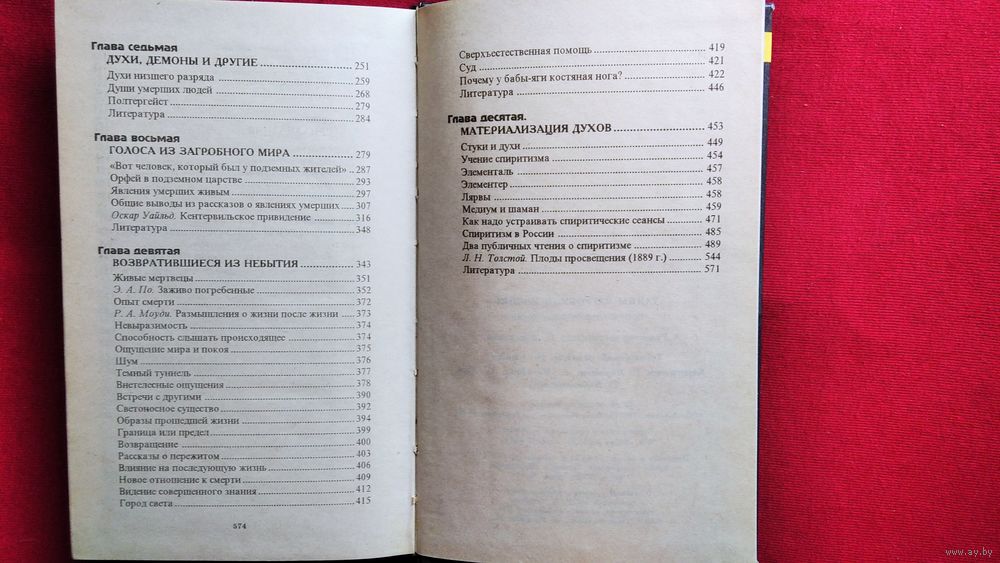 Глава седьмая
ДУХИ, ДЕМОНЫ И ДРУГИЕ 251
Духи низшего разряда 259
Души умерших людей 268
Полтергейст 279
Литература 284
Глава восьмая
ГОЛОСА ИЗ ЗАГРОБНОГО МИРА 279
«Вот человек, который был у подземных жителей» 287
Орфей в подземном царстве 293
Явления умерших живым 297
Общие выводы из рассказов о явлениях умерших 307
Оскар Уайльд. Кентервильское привидение 316
Литература 348
Глава девятая
ВОЗВРАТИВШИЕСЯ ИЗ НЕБЫТИЯ 343
Живые мертвецы 351
Э. А. По. Заживо погребенные 352
Опыт смерти 372
Р. А. Моуди. Размышления о жизни после жизни 373
Невыразимость 374
Способность слышать происходящее 374
Ощущение мира и покоя 375
Шум 376
Темный туннель 377
Внетелесные ощущения 378
Встречи с другими 390
Светоносное существо 392
Образы прошедшей жизни 394
Граница или предел 399
Возвращение 400
Рассказы о пережитом 403
Влияние на последующую жизнь 406
Новое отношение к смерти 409
Видение совершенного знания 412
Город света 415
574
Сверхъестественная помощь 419
Суд 421
Почему у бабы-яги костяная нога? 422
Литература 446
Глава десятая.
МАТЕРИАЛИЗАЦИЯ ДУХОВ 453
Стуки и духи 449
Учение спиритизма 454
Элементаль 457
Элементер 458
Лярвы 458
Медиум и шаман 459
Как надо устраивать спиритические сеансы 471
Спиритизм в России 485
Два публичных чтения о спиритизме 489
Л. Н. Толстой. Плоды просвещения (1889 г.) 544
Литература 571
www.ay.by